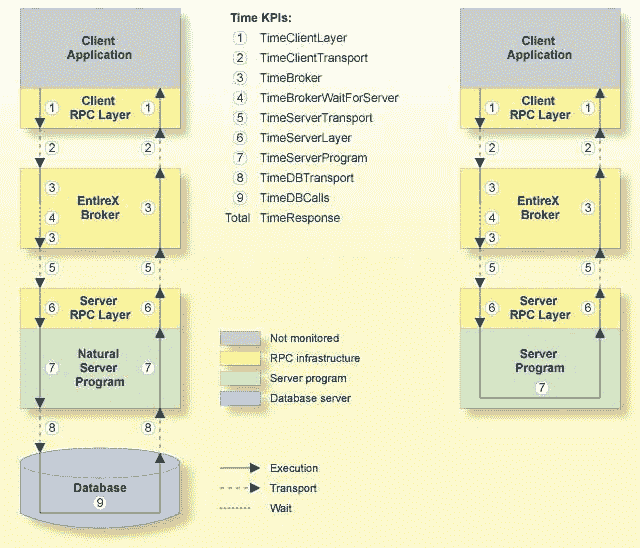 Client
Application
Client
RPC Layer
1
1
2
2
EntireX
Broker
3
4
3
3
5
5
Server
RPC Layer
6
6
Natural
Server
Program
7
7
8
8
Database
9
Time KPIs:
1 TimeClientLayer
2 TimeClientTransport
3 TimeBroker
4 TimeBrokerWaitForServer
5 TimeServerTransport
6 TimeServerLayer
7 TimeServerProgram
8 TimeDBTransport
9 TimeDBCalls
Total TimeResponse
Not monitored
RPC infrastructure
Server program
Database server
Execution
Transport
Wait
Client
Application
Client
RPC Layer
1
1
2
2
EntireX
Broker
3
4
3
3
5
5
Server
RPC Layer
6
6
Server
Program
7